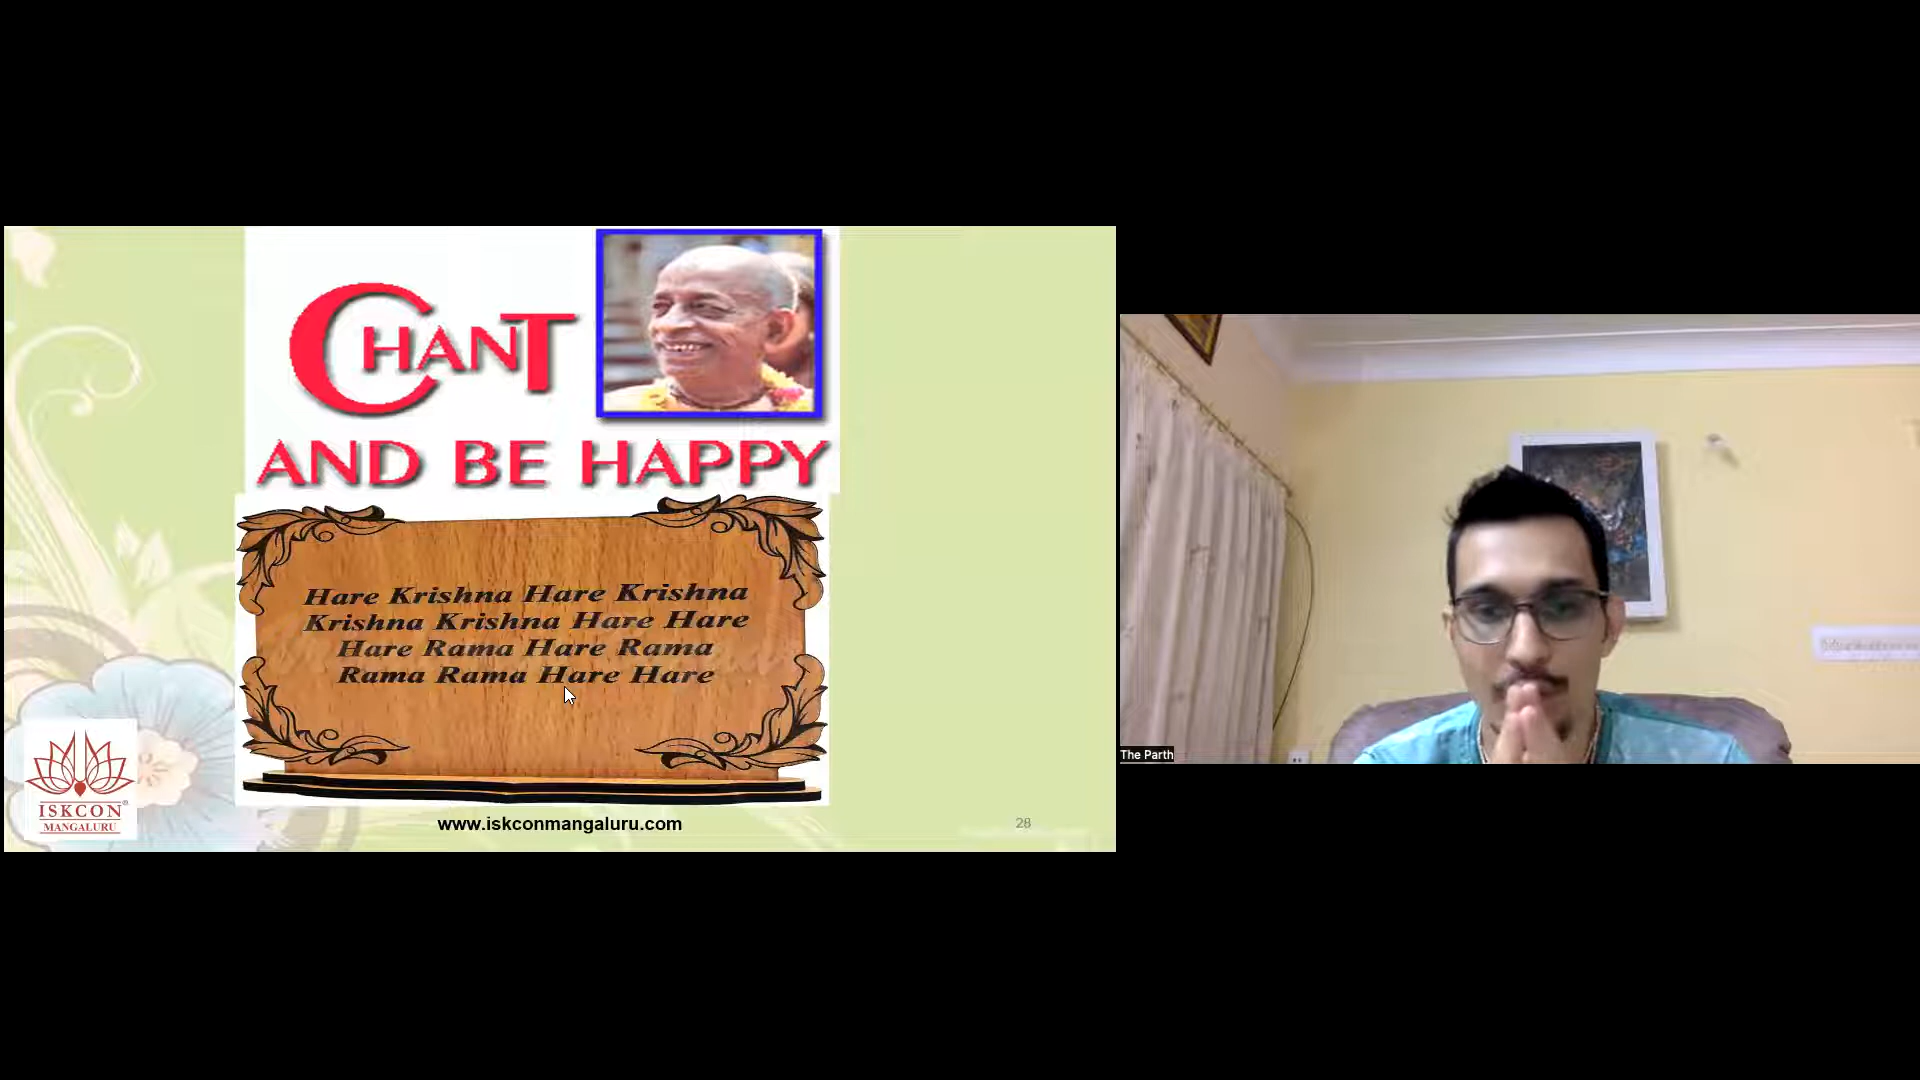 CHANT
AND BE HAPPY
Hare Krishna Hare Krishna
Krishna Krishna Hare Hare
Hare Rama Hare Rama
Rama Rama Hare Hare
ISKCON®
MANGALURU
www.iskconmangaluru.com
28
The Parth